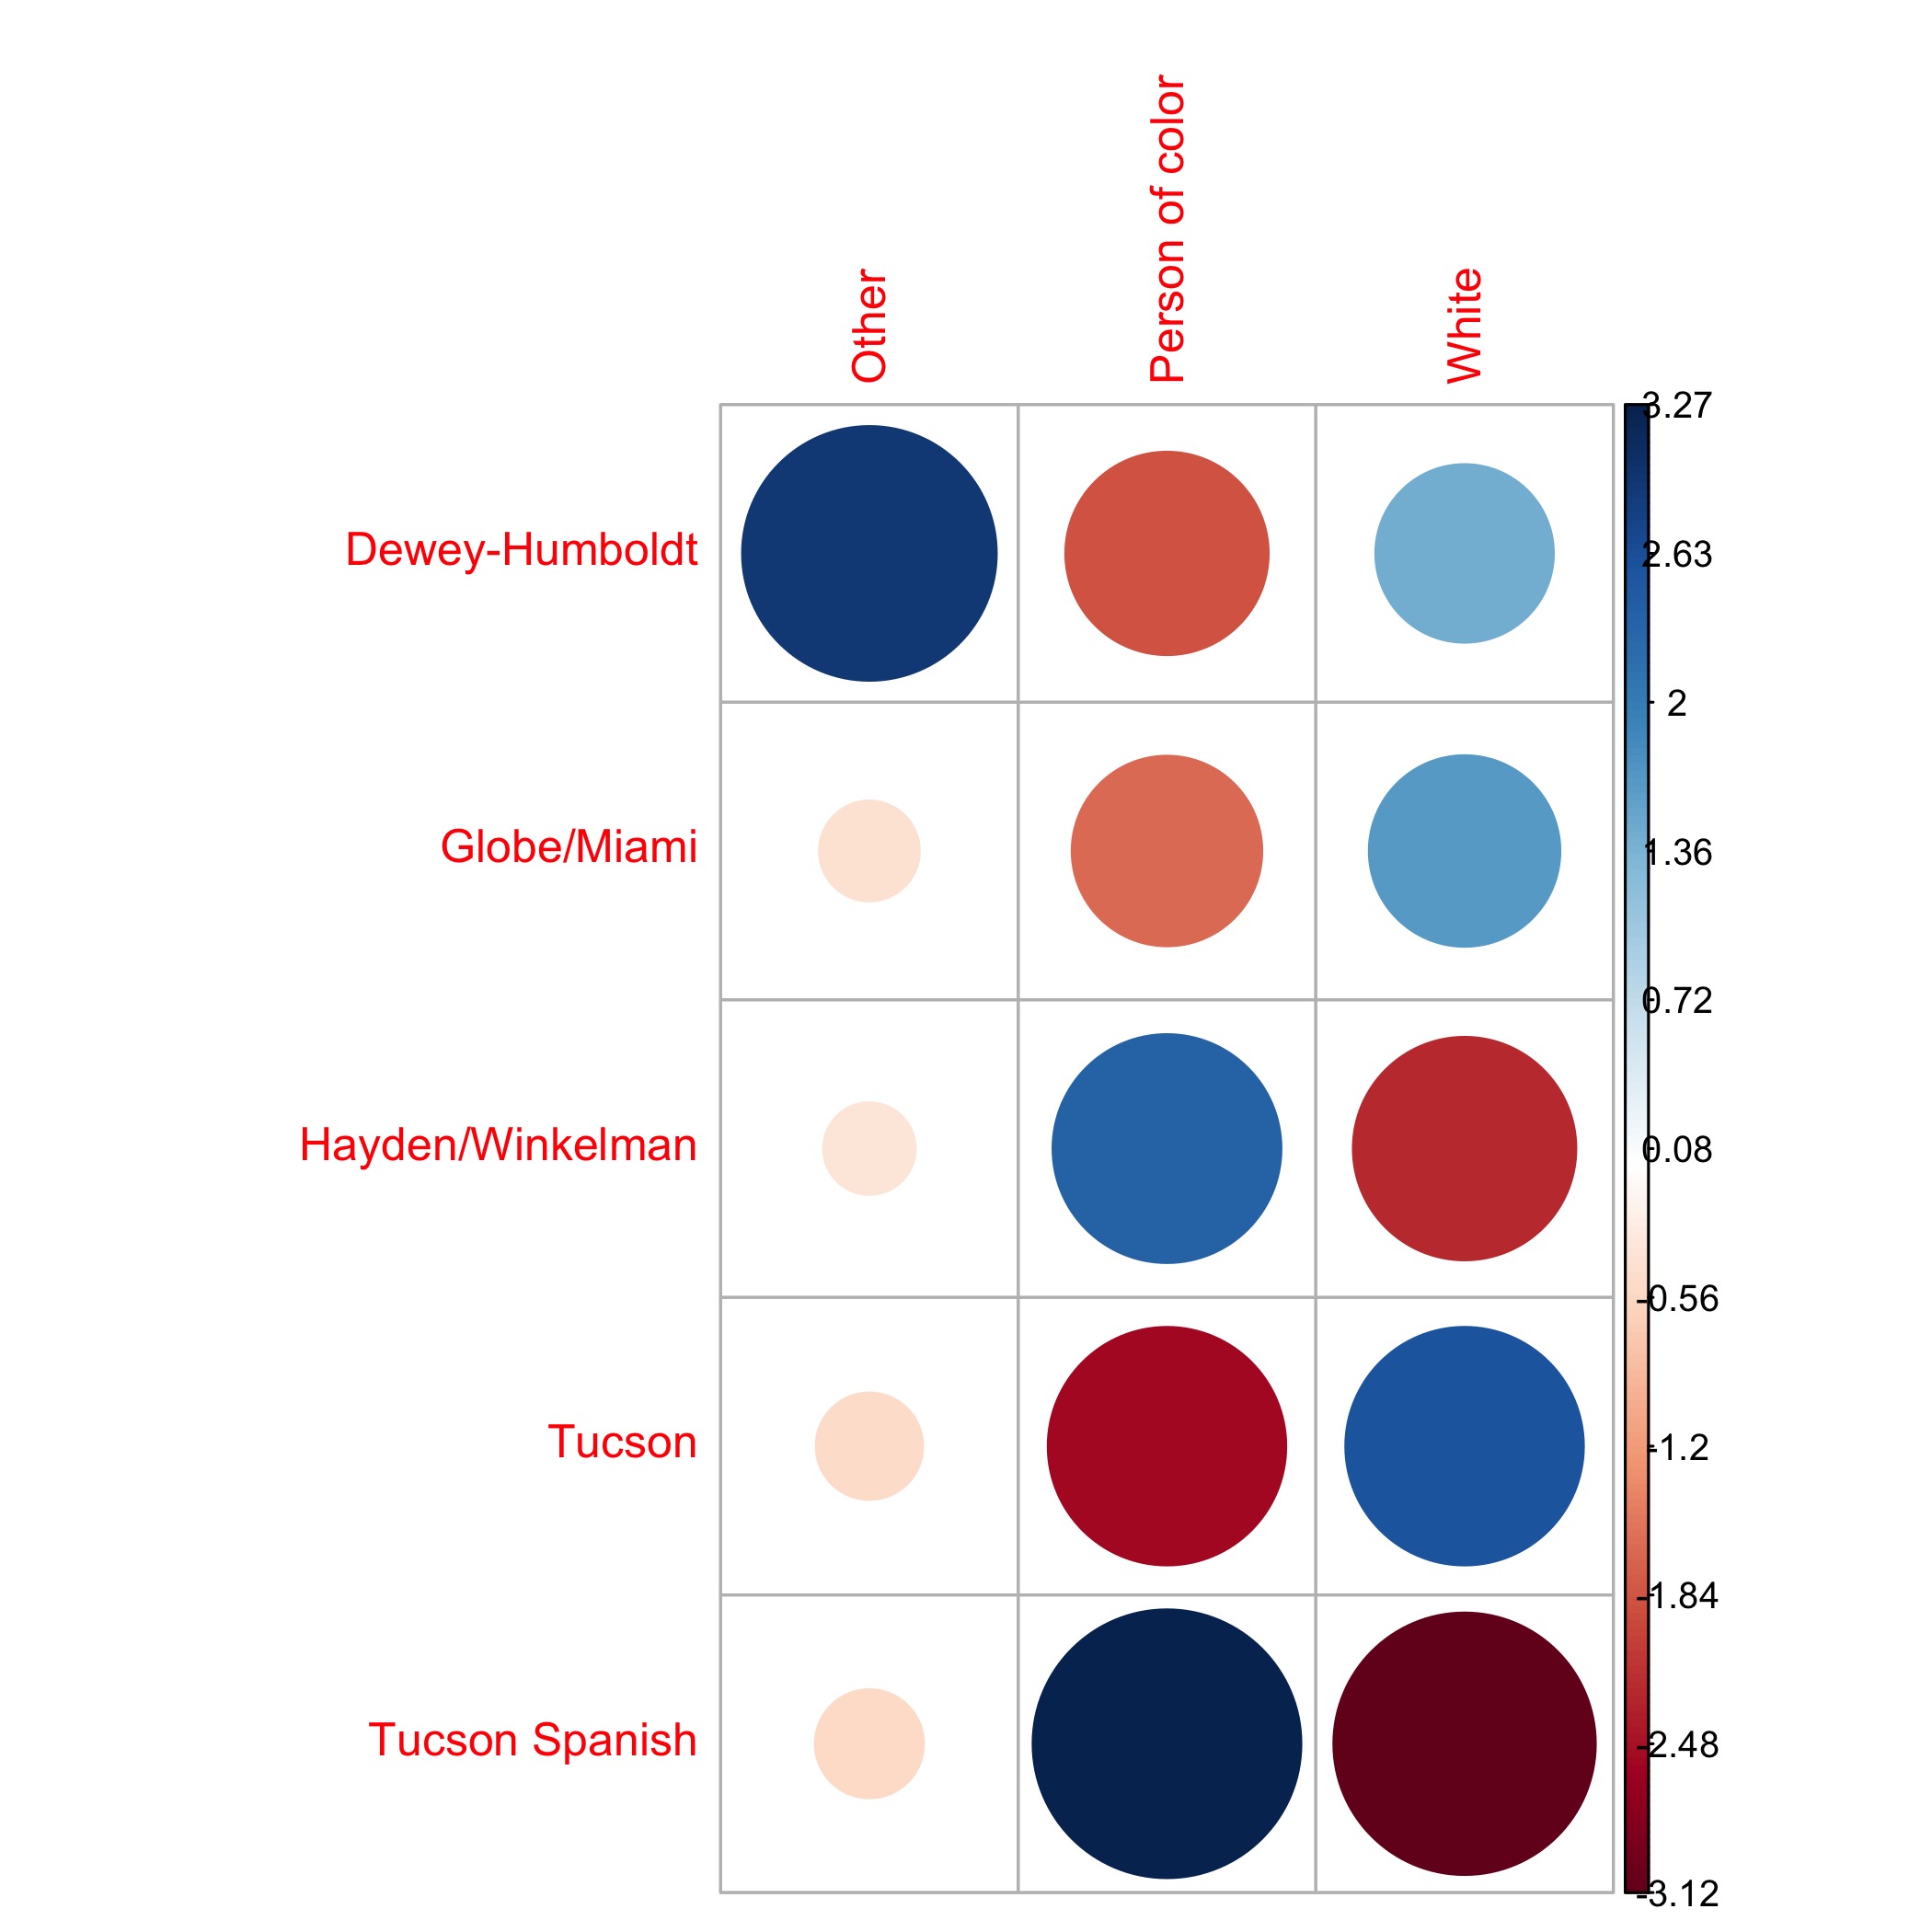 Other
Person of color
White
Dewey-Humboldt
Globe/Miami
Hayden/Winkelman
Tucson
Tucson Spanish
3.27
2.63
2
1.36
0.72
0.08
-0.56
-1.2
-1.84
-2.48
-3.12